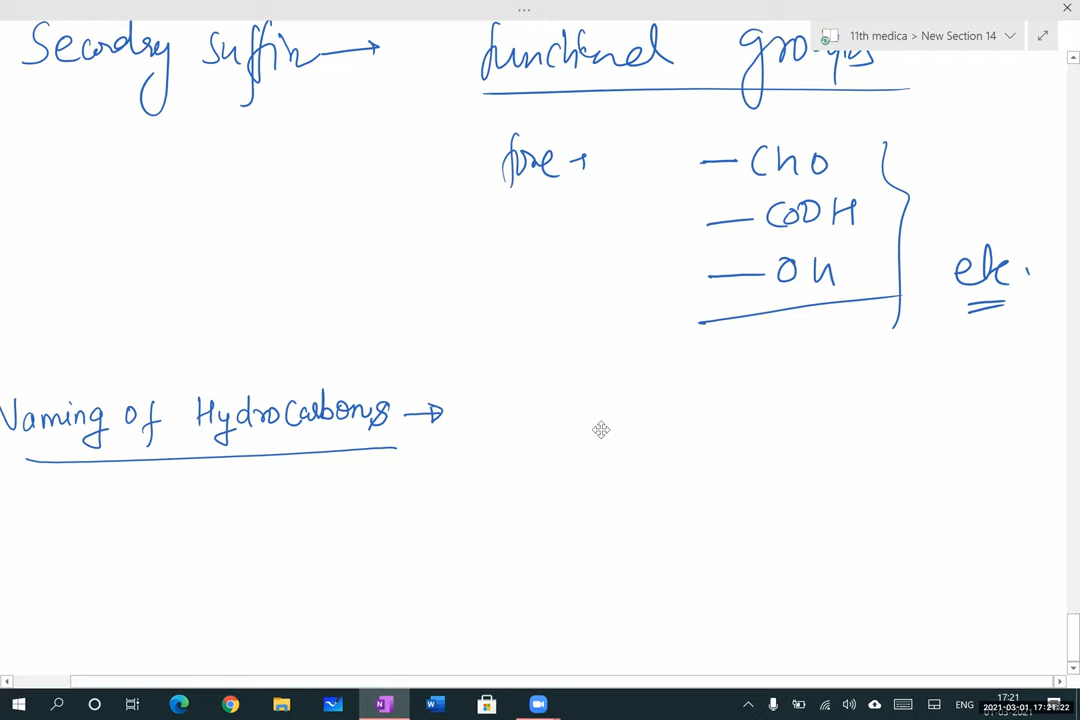 ...
11th medica > New Section 14
Secondry suffix → functional groups
for e → — CHO
— COOH
— OH
etc.
Naming of Hydrocarbons →
17:21
ENG
2021-03-01, 17:21:22